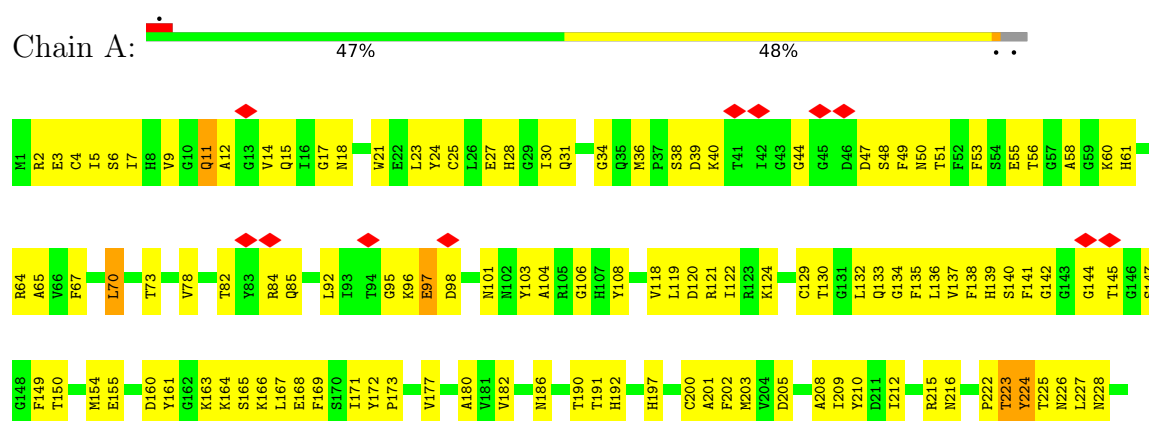 Chain A:
47% 48%
M1 R2 E3 C4 I5 S6 I7 H8 V9 G10 Q11 A12 G13 V14 Q15 I16 G17 N18 W21 E22 L23 Y24 C25 L26 E27 H28 G29 I30 Q31 G34 Q35 M36 P37 S38 D39 K40 T41 I42 G43 G44 G45 D46 D47 S48 F49 N50 T51 F52 F53 S54 E55 T56 G57 A58 G59 K60 H61
R64 A65 V66 F67 L70 T73 V78 T82 Y83 R84 Q85 L92 I93 T94 G95 K96 E97 D98 N101 N102 Y103 A104 R105 G106 H107 Y108 V118 L119 D120 R121 I122 R123 K124 C129 T130 G131 L132 Q133 G134 F135 L136 V137 F138 H139 S140 F141 G142 G143 G144 T145 G146 S147
G148 F149 T150 M154 E155 D160 Y161 G162 K163 K164 S165 K166 L167 E168 F169 S170 I171 Y172 P173 V177 A180 V181 V182 N186 T190 T191 H192 H197 C200 A201 F202 M203 V204 D205 A208 I209 Y210 D211 I212 R215 N216 P222 T223 Y224 T225 N226 L227 N228